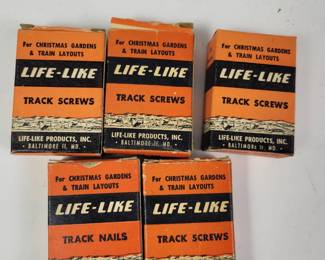 For CHRISTMAS GARDENS
& TRAIN LAYOUTS
LIFE-LIKE
TRACK SCREWS
LIFE-LIKE PRODUCTS, INC.
• BALTIMORE 11, MD. •
For CHRISTMAS GARDENS
& TRAIN LAYOUTS
LIFE-LIKE
TRACK SCREWS
LIFE-LIKE PRODUCTS, INC.
• BALTIMORE 11, MD. •
For CHRISTMAS GARDENS
& TRAIN LAYOUTS
LIFE-LIKE
TRACK SCREWS
LIFE-LIKE PRODUCTS, INC.
• BALTIMORE 11, MD. •
For CHRISTMAS GARDENS
& TRAIN LAYOUTS
LIFE-LIKE
TRACK NAILS
For CHRISTMAS GARDENS
& TRAIN LAYOUTS
LIFE-LIKE
TRACK SCREWS